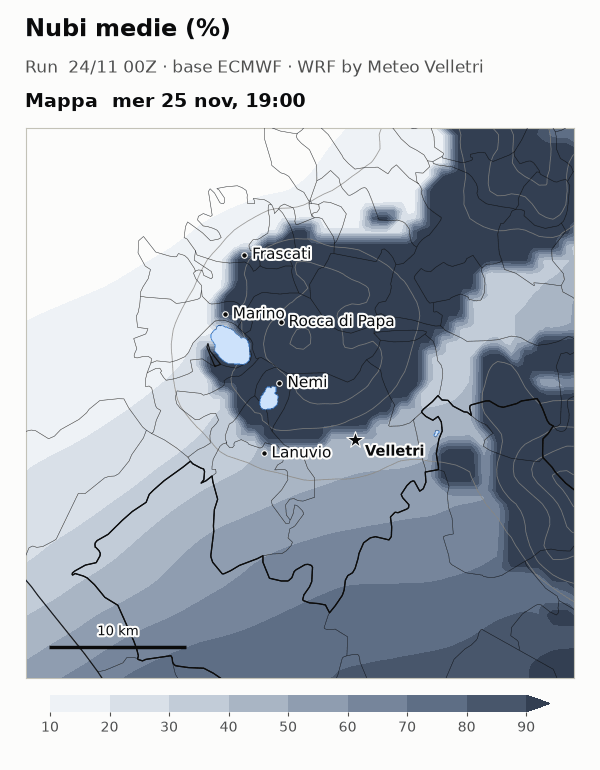 Nubi medie (%)
Run  24/11 00Z · base ECMWF · WRF by Meteo Velletri
Mappa  mer 25 nov, 19:00
Frascati
Marino
Rocca di Papa
Nemi
Velletri
Lanuvio
10 km
10 20 30 40 50 60 70 80 90